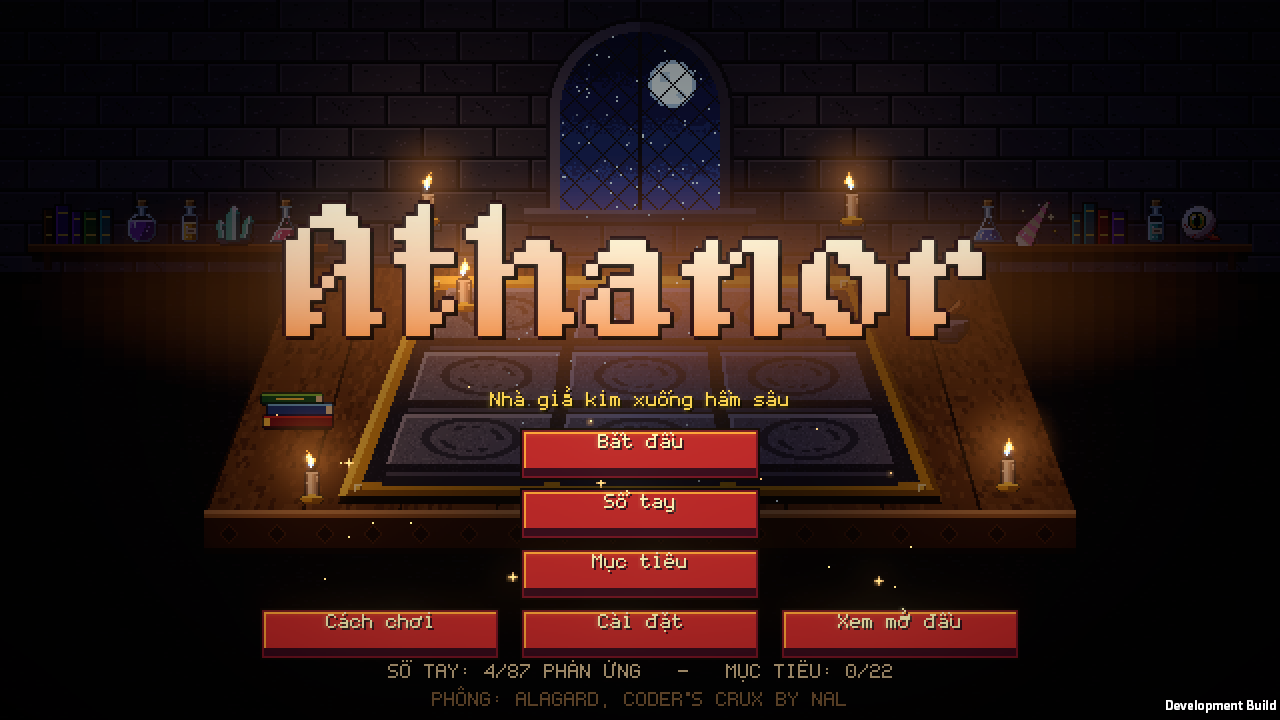 Athanor
Nhà giả kim xuống hầm sâu
Bắt đầu
Sổ tay
Mục tiêu
Cách chơi
Cài đặt
Xem mở đầu
SỔ TAY: 4/87 PHẢN ỨNG – MỤC TIÊU: 0/22
PHÔNG: ALAGARD, CODER'S CRUX BY NAL
Development Build